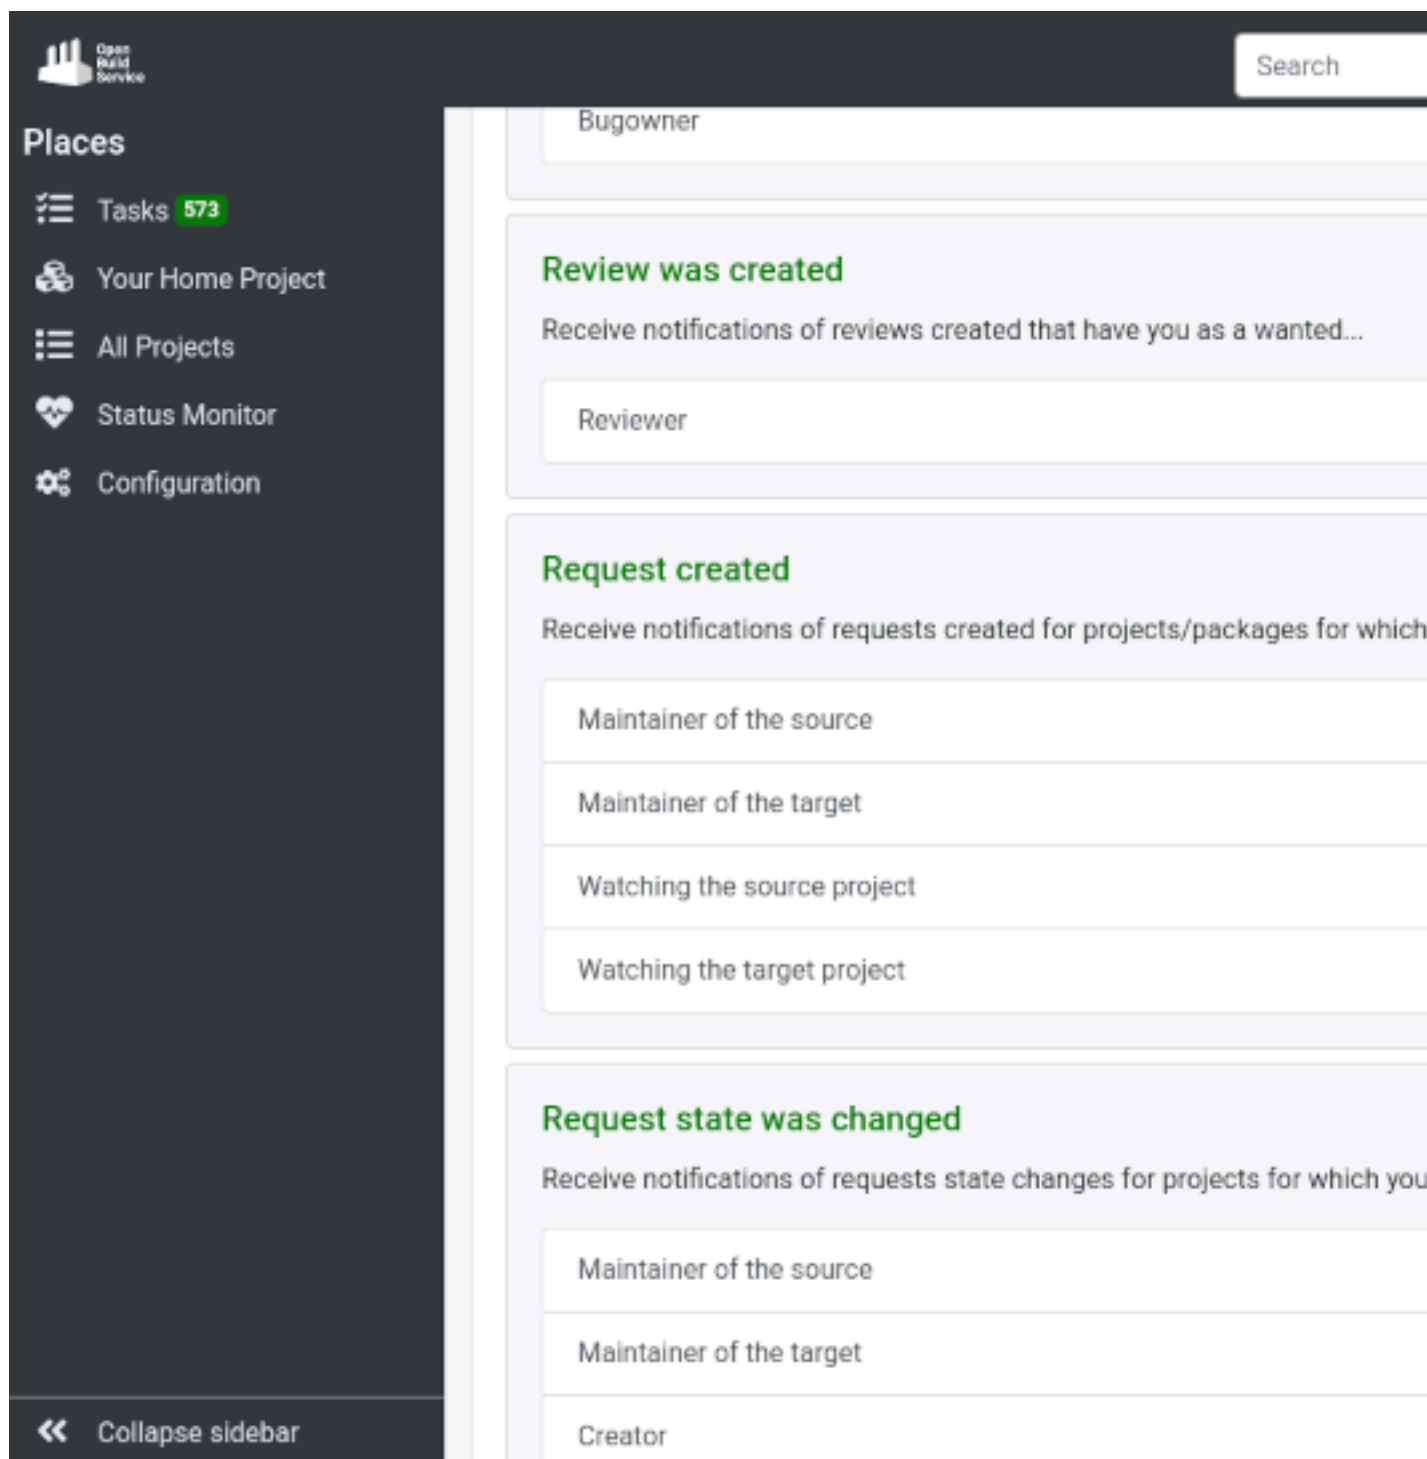 Open
Build
Service
Search
Places
Tasks 573
Your Home Project
All Projects
Status Monitor
Configuration
Collapse sidebar
Bugowner
Review was created
Receive notifications of reviews created that have you as a wanted...
Reviewer
Request created
Receive notifications of requests created for projects/packages for which
Maintainer of the source
Maintainer of the target
Watching the source project
Watching the target project
Request state was changed
Receive notifications of requests state changes for projects for which you
Maintainer of the source
Maintainer of the target
Creator